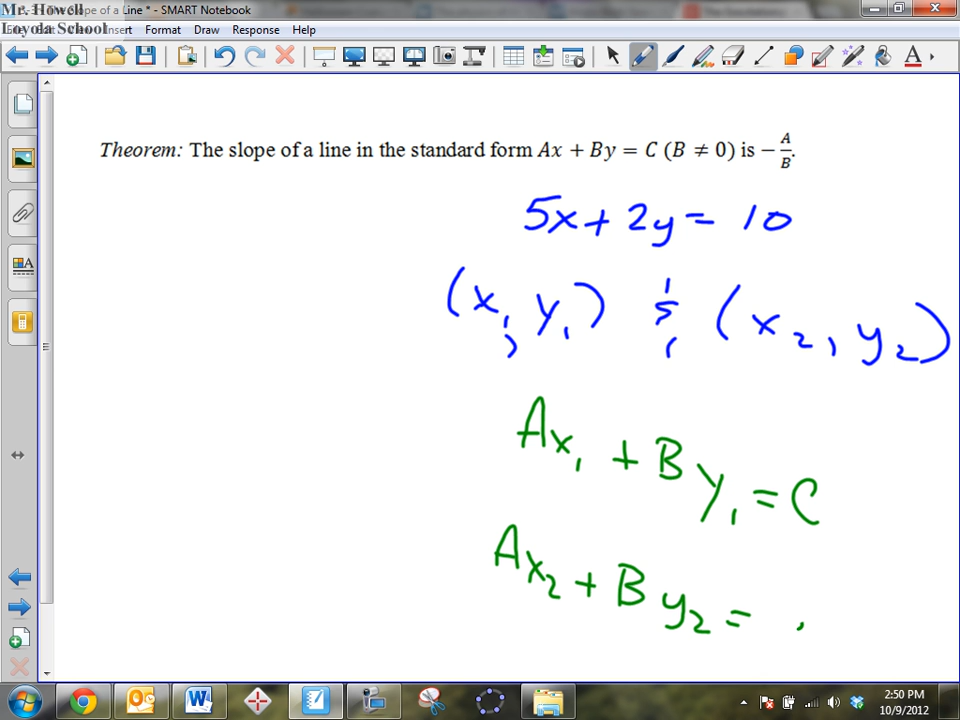 Mr. Howell
Loyola School
The Slope of a Line * - SMART Notebook
Insert Format Draw Response Help
Theorem: The slope of a line in the standard form Ax + By = C (B ≠ 0) is −A/B.
5x + 2y = 10
(x₁, y₁) & (x₂, y₂)
Ax₁ + By₁ = C
Ax₂ + By₂ =
2:50 PM
10/9/2012